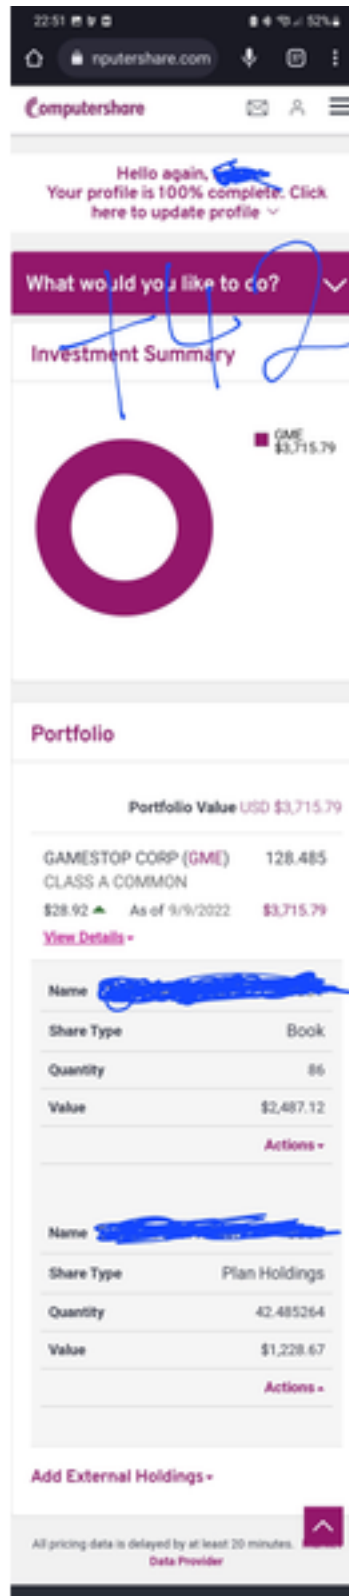 22:51
52%
nputershare.com
Computershare
Hello again,
Your profile is 100% complete. Click
here to update profile
What would you like to do?
+42
Investment Summary
GME
$3,715.79
Portfolio
Portfolio Value USD $3,715.79
GAMESTOP CORP (GME) 128.485
CLASS A COMMON
$28.92 As of 9/9/2022 $3,715.79
View Details
Name
Share Type Book
Quantity 86
Value $2,487.12
Actions
Name
Share Type Plan Holdings
Quantity 42.485264
Value $1,228.67
Actions
Add External Holdings
All pricing data is delayed by at least 20 minutes.
Data Provider